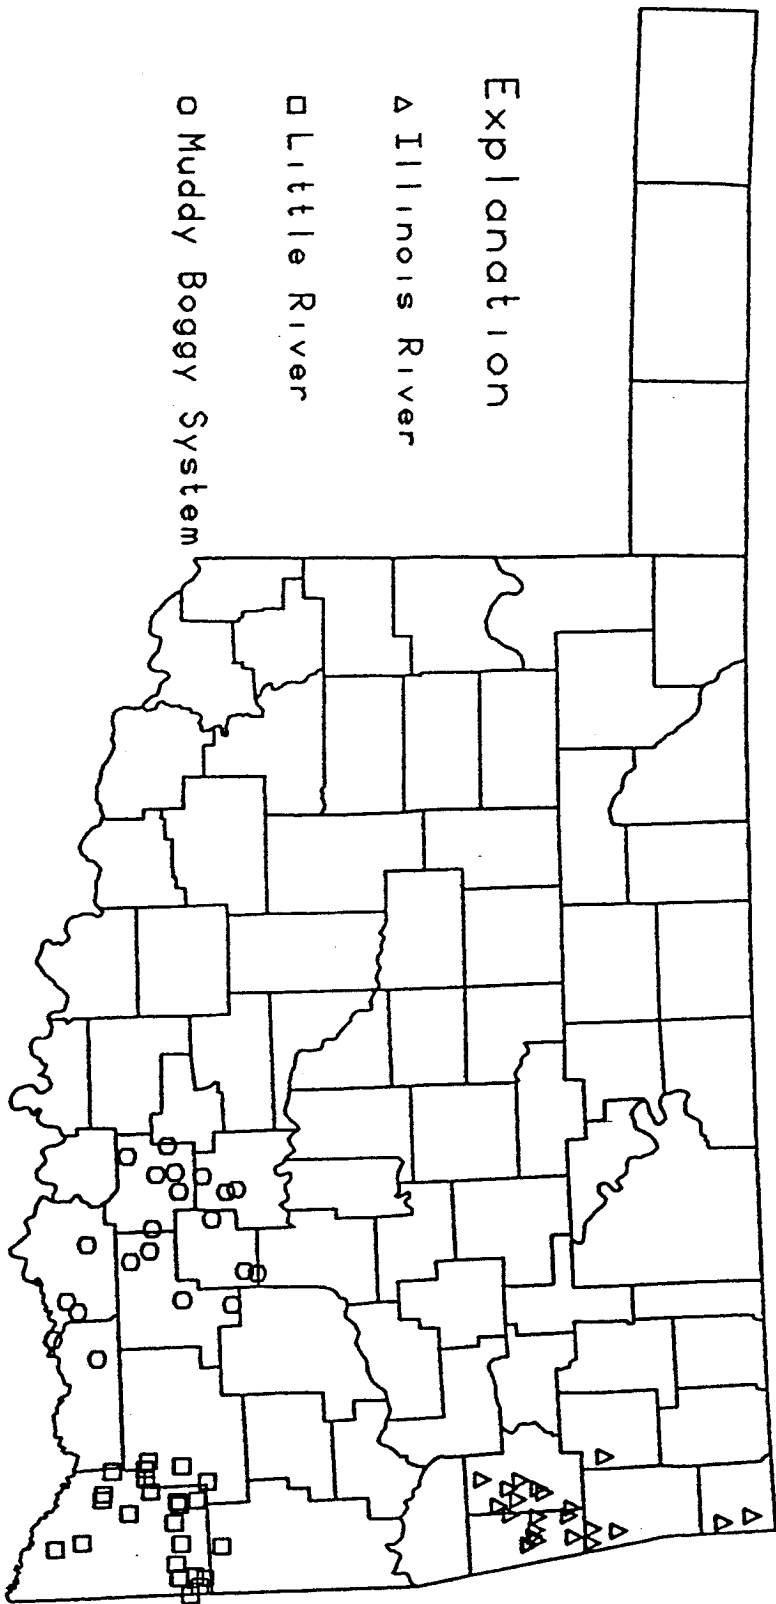 Explanation
△ Illinois River
□ Little River
○ Muddy Boggy System